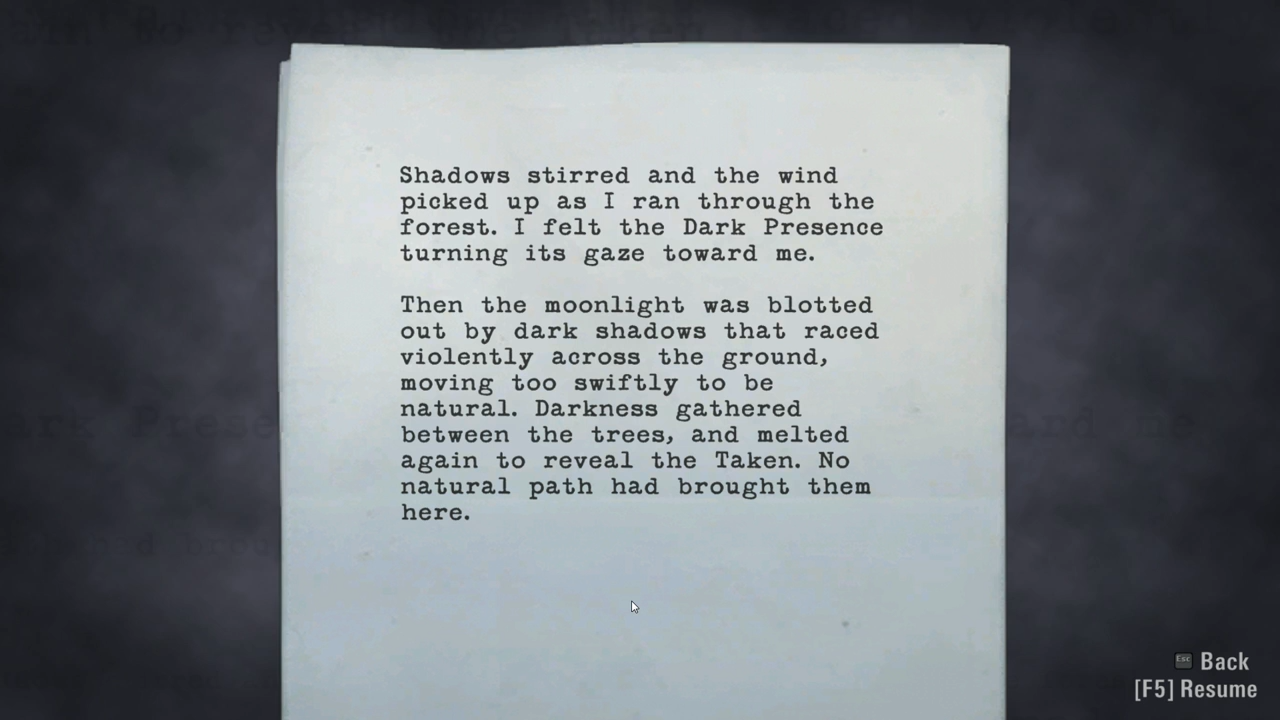 Shadows stirred and the wind
picked up as I ran through the
forest. I felt the Dark Presence
turning its gaze toward me.
Then the moonlight was blotted
out by dark shadows that raced
violently across the ground,
moving too swiftly to be
natural. Darkness gathered
between the trees, and melted
again to reveal the Taken. No
natural path had brought them
here.
Esc Back
[F5] Resume